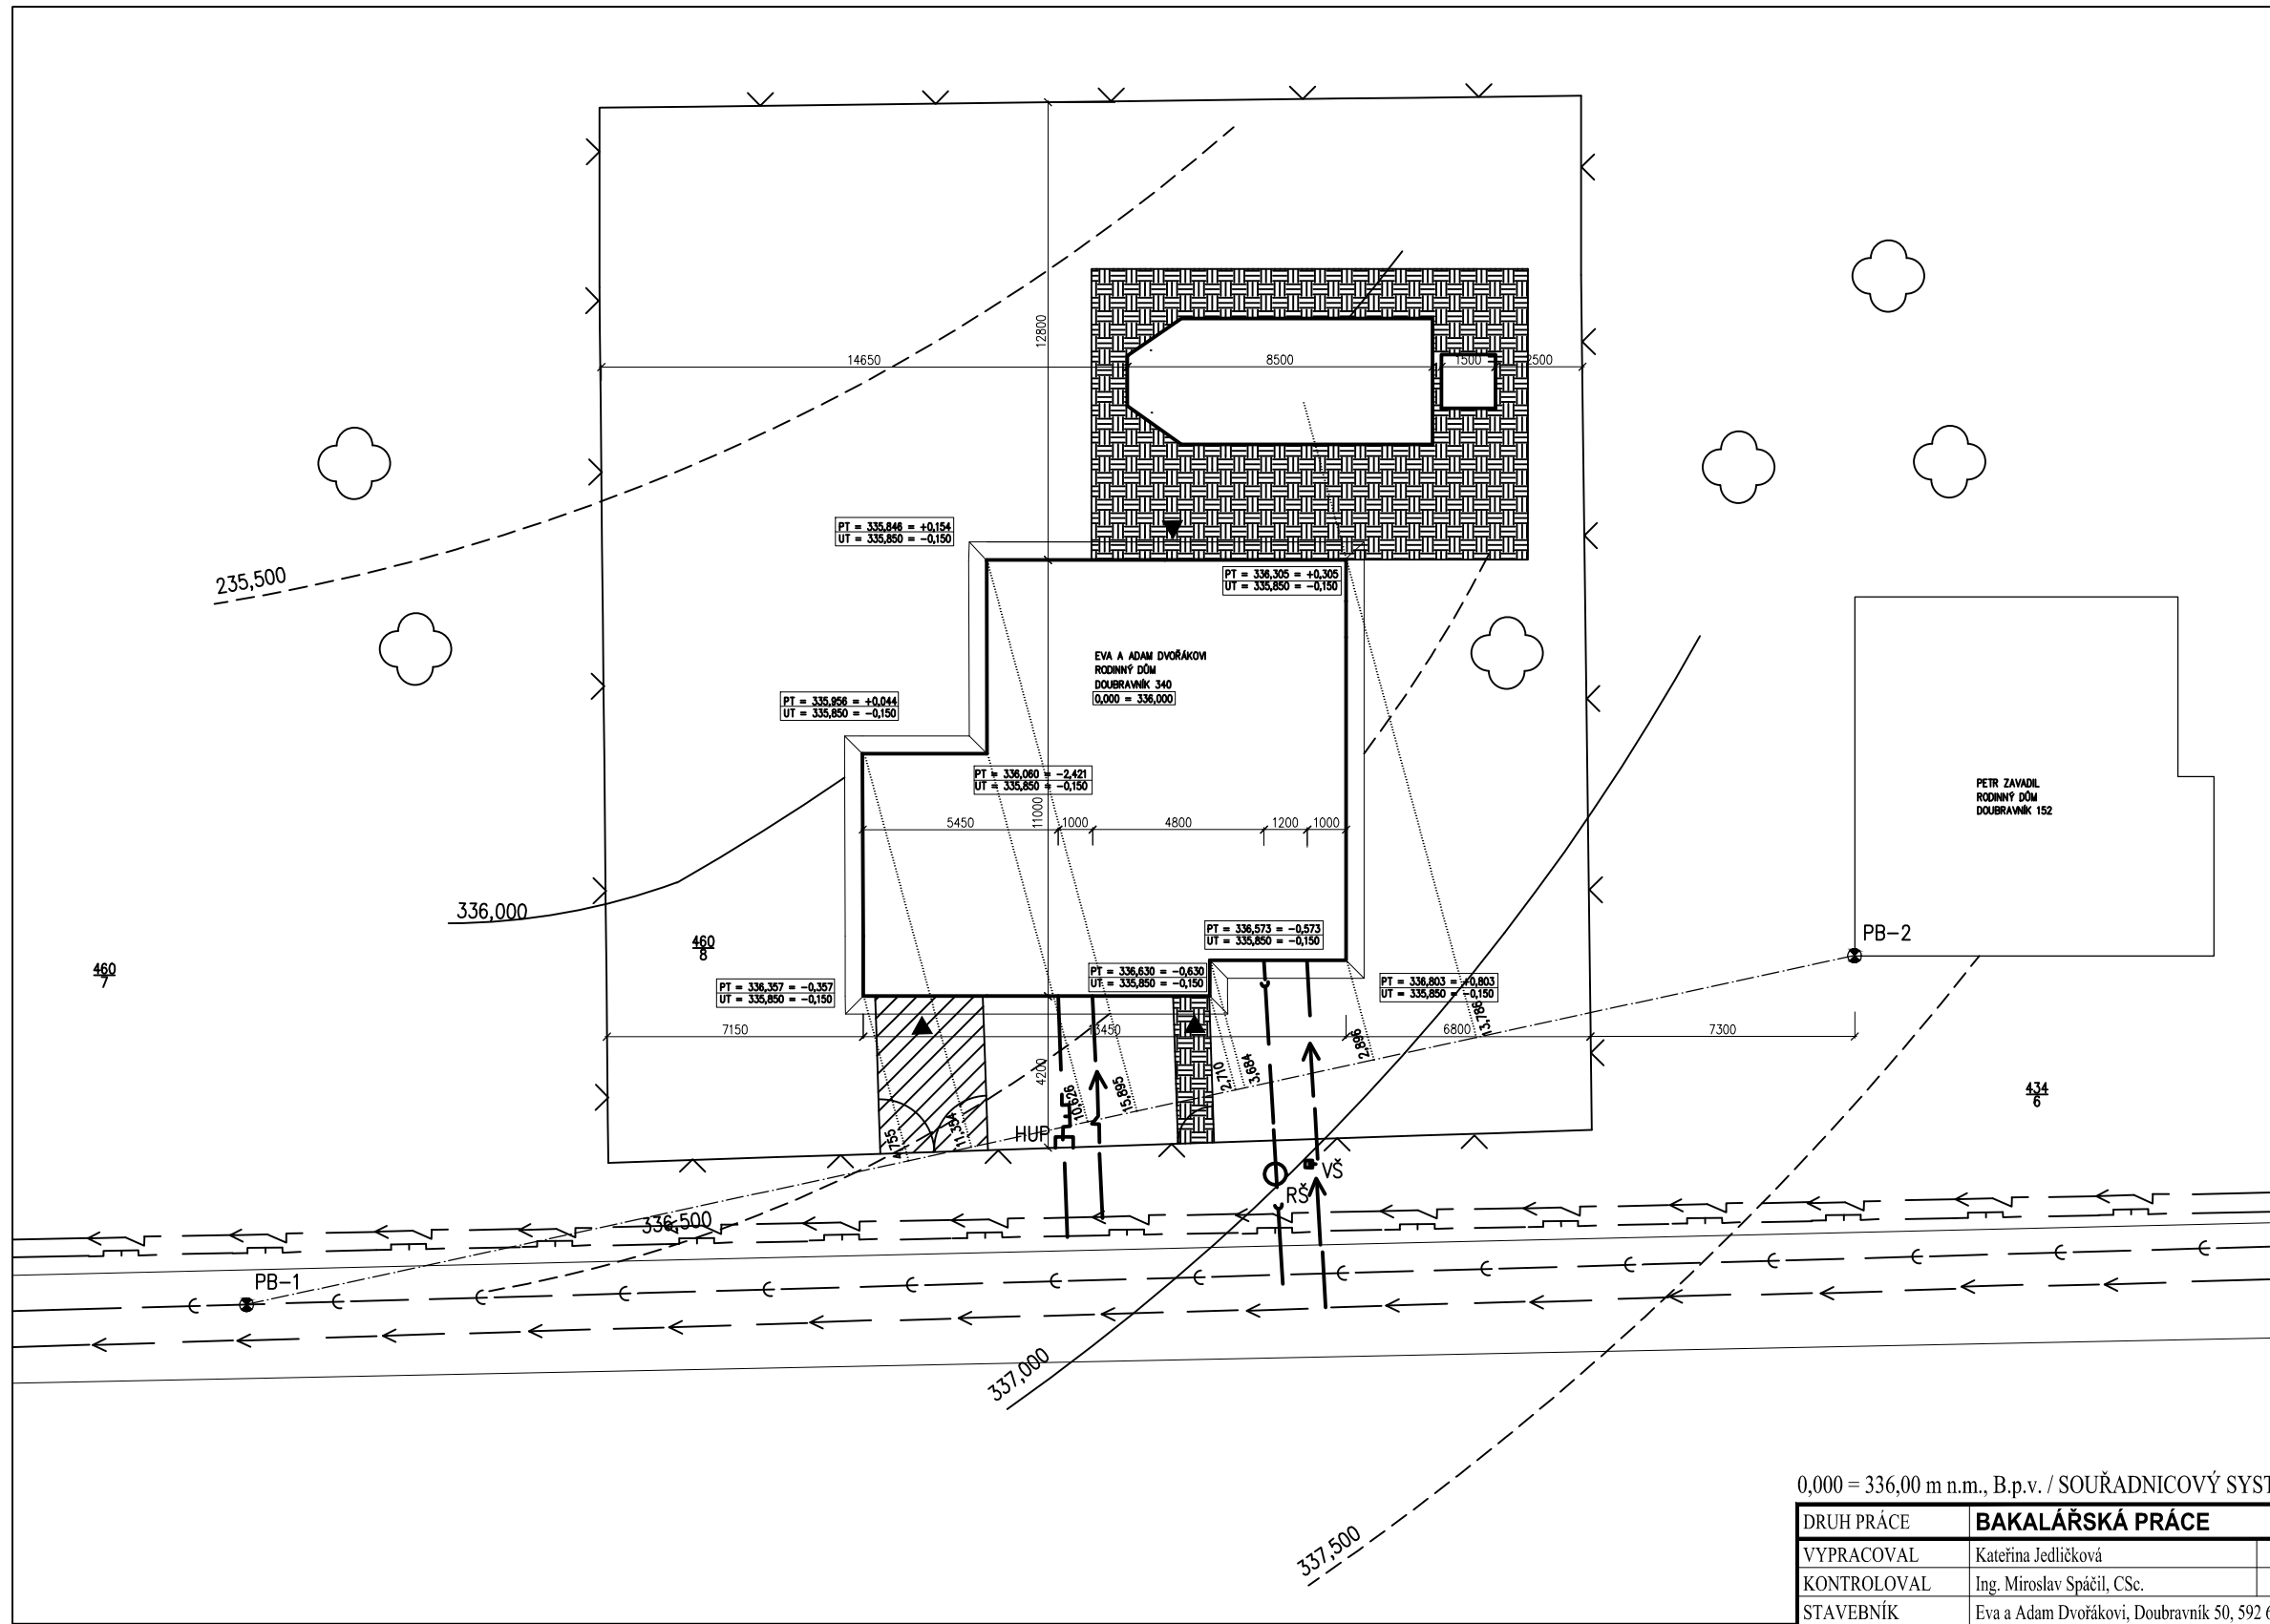 12800
14650
8500
1500
2500
PT = 335,846 = +0,154
UT = 335,850 = -0,150
235,500
PT = 336,305 = +0,305
UT = 335,850 = -0,150
EVA A ADAM DVOŘÁKOVI
RODINNÝ DŮM
DOUBRAVNÍK 340
0,000 = 336,000
PT = 335,956 = +0,044
UT = 335,850 = -0,150
PT = 336,060 = -2,421
UT = 335,850 = -0,150
PETR ZAVADIL
RODINNÝ DŮM
DOUBRAVNÍK 152
11000
5450
1000
4800
1200
1000
336,000
PT = 336,573 = -0,573
UT = 335,850 = -0,150
PB-2
460
8
460
7
PT = 336,630 = -0,630
UT = 335,850 = -0,150
PT = 336,357 = -0,357
UT = 335,850 = -0,150
PT = 336,803 = +0,803
UT = 335,850 = -0,150
7150
13450
6800
7300
13,786
4200
2,896
2,710
3,684
10,626
15,895
434
6
4,755
11,354
HUP
VŠ
RŠ
336,500
PB-1
337,000
337,500
0,000 = 336,00 m n.m., B.p.v. / SOUŘADNICOVÝ SYST
DRUH PRÁCE BAKALÁŘSKÁ PRÁCE
VYPRACOVAL Kateřina Jedličková
KONTROLOVAL Ing. Miroslav Spáčil, CSc.
STAVEBNÍK Eva a Adam Dvořákovi, Doubravník 50, 592 6